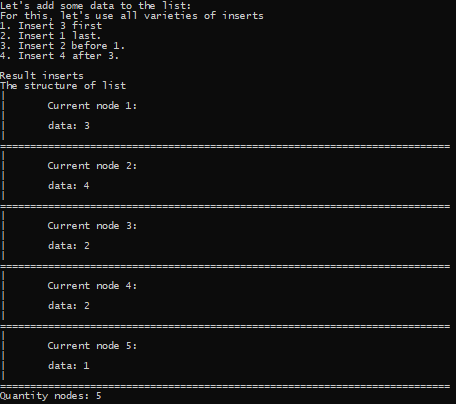 Let's add some data to the list:
For this, let's use all varieties of inserts
1. Insert 3 first
2. Insert 1 last.
3. Insert 2 before 1.
4. Insert 4 after 3.
Result inserts
The structure of list
Current node 1:
data: 3
===========================================================================
Current node 2:
data: 4
===========================================================================
Current node 3:
data: 2
===========================================================================
Current node 4:
data: 2
===========================================================================
Current node 5:
data: 1
===========================================================================
Quantity nodes: 5